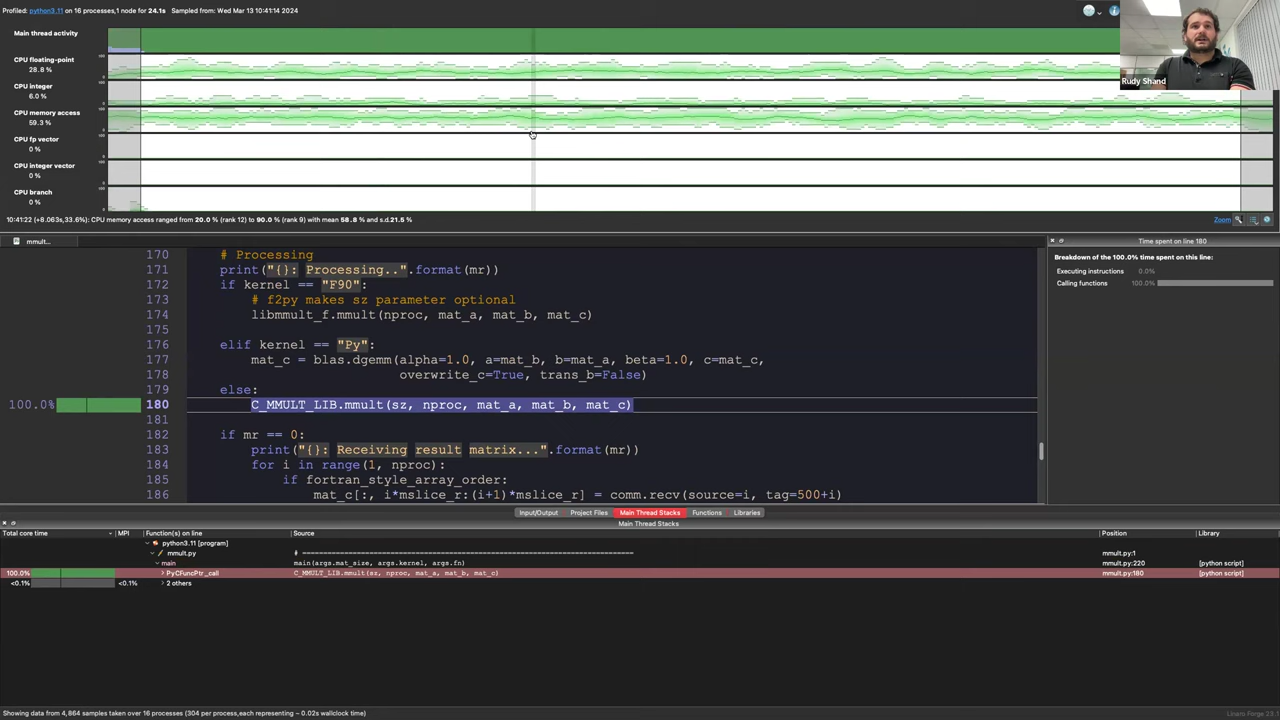 Profiled: python3.11 on 16 processes,1 node for 24.1s Sampled from: Wed Mar 13 10:41:14 2024
Main thread activity
CPU floating-point
28.8 %
CPU integer
6.0 %
CPU memory access
59.3 %
CPU fp vector
0 %
CPU integer vector
0 %
CPU branch
0 %
Rudy Shand
10:41:22 (+8.063s,33.6%): CPU memory access ranged from 20.0 % (rank 12) to 90.0 % (rank 9) with mean 58.8 % and s.d.21.5 %
Zoom
mmult...
Time spent on line 180
Breakdown of the 100.0% time spent on this line:
Executing instructions 0.0%
Calling functions 100.0%
170 # Processing
171 print("{}: Processing..".format(mr))
172 if kernel == "F90":
173 # f2py makes sz parameter optional
174 libmmult_f.mmult(nproc, mat_a, mat_b, mat_c)
175
176 elif kernel == "Py":
177 mat_c = blas.dgemm(alpha=1.0, a=mat_b, b=mat_a, beta=1.0, c=mat_c,
178 overwrite_c=True, trans_b=False)
179 else:
100.0% 180 C_MMULT_LIB.mmult(sz, nproc, mat_a, mat_b, mat_c)
181
182 if mr == 0:
183 print("{}: Receiving result matrix...".format(mr))
184 for i in range(1, nproc):
185 if fortran_style_array_order:
186 mat_c[:, i*mslice_r:(i+1)*mslice_r] = comm.recv(source=i, tag=500+i)
Input/Output Project Files Main Thread Stacks Functions Libraries
Main Thread Stacks
Total core time MPI Function(s) on line Source Position Library
python3.11 [program]
mmult.py # ================================================ mmult.py:1
main main(args.mat_size, args.kernel, args.fn) mmult.py:220 [python script]
100.0% PyCFuncPtr_call C_MMULT_LIB.mmult(sz, nproc, mat_a, mat_b, mat_c) mmult.py:180 [python script]
<0.1% <0.1% 2 others
Showing data from 4,864 samples taken over 16 processes (304 per process,each representing ~ 0.02s wallclock time)